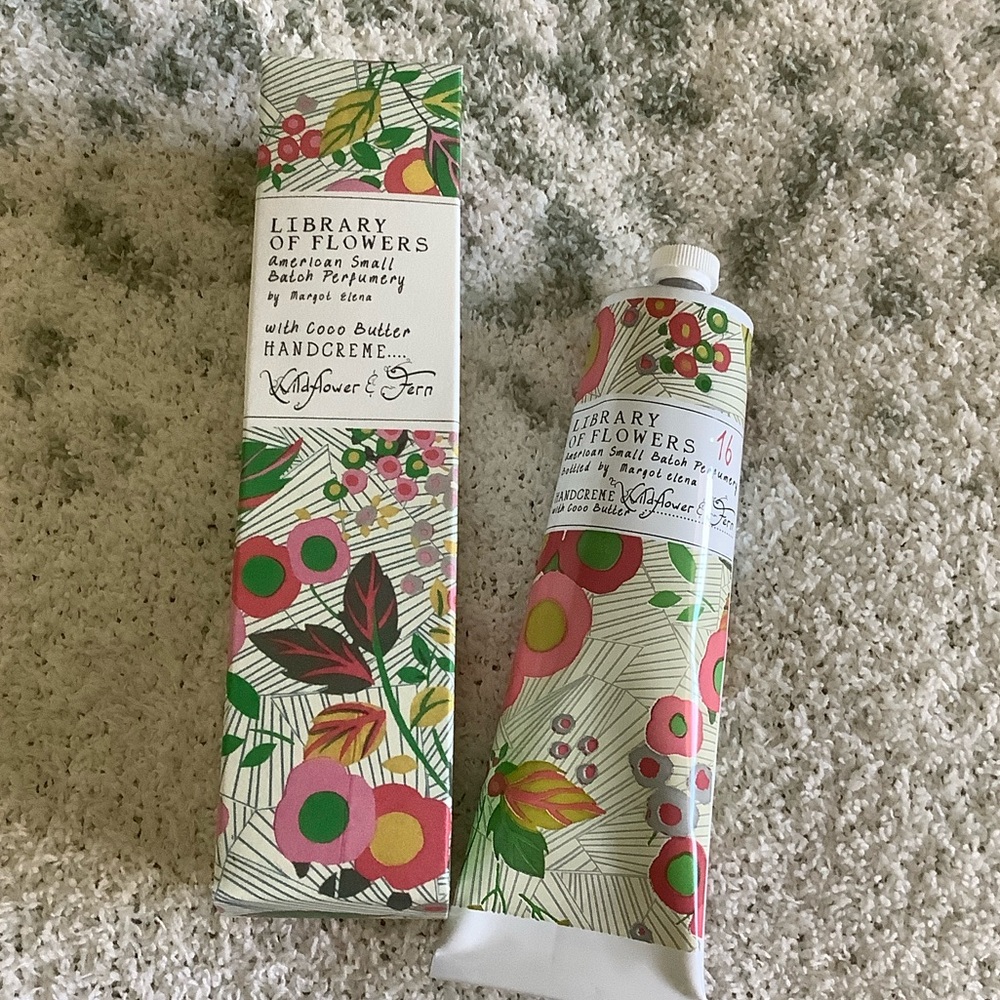 LIBRARY
OF FLOWERS
American Small
Batch Perfumery
by Margot Elena
with Coco Butter
HANDCREME....
Wildflower & Fern
LIBRARY
OF FLOWERS
16
American Small Batch Perfumery
Bottled by Margot Elena
HANDCREME Wildflower & Fern
with Coco Butter